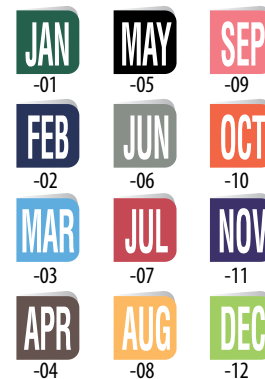 JAN MAY SEP
-01 -05 -09
FEB JUN OCT
-02 -06 -10
MAR JUL NOV
-03 -07 -11
APR AUG DEC
-04 -08 -12